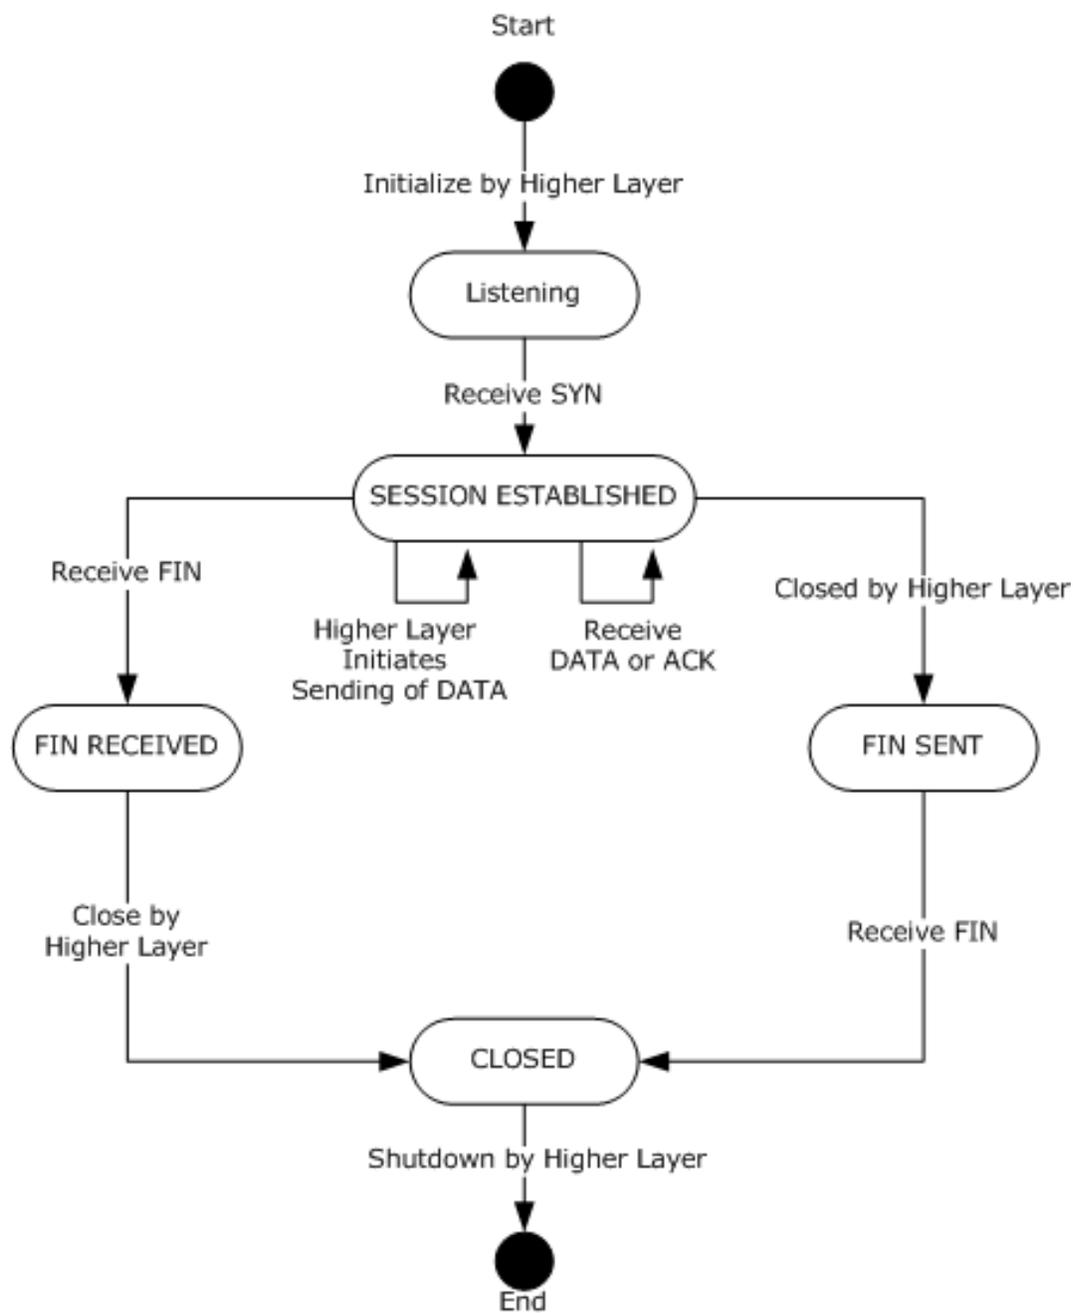 Start
Initialize by Higher Layer
Listening
Receive SYN
SESSION ESTABLISHED
Receive FIN
Closed by Higher Layer
Higher Layer
Initiates
Sending of DATA
Receive
DATA or ACK
FIN RECEIVED
FIN SENT
Close by
Higher Layer
Receive FIN
CLOSED
Shutdown by Higher Layer
End